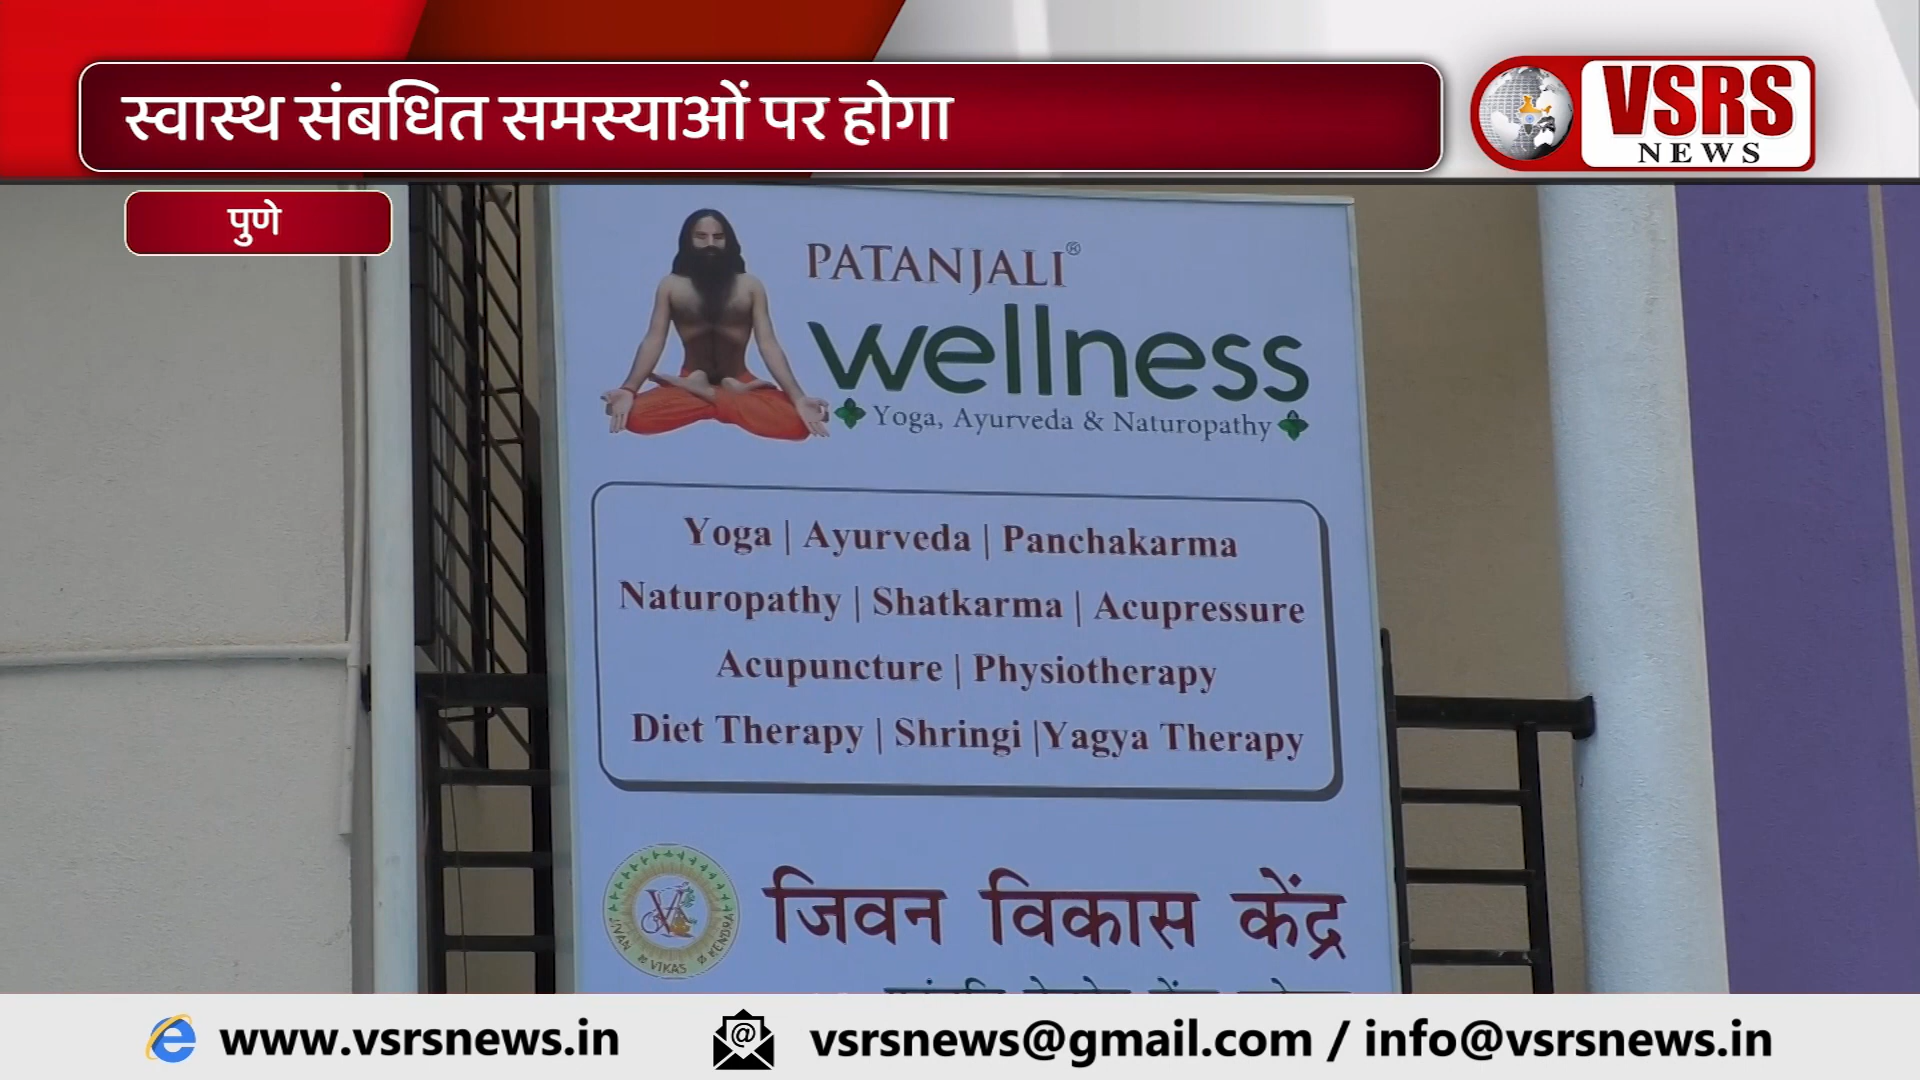 स्वास्थ संबधित समस्याओं पर होगा
VSRS
NEWS
पुणे
PATANJALI®
wellness
Yoga, Ayurveda & Naturopathy
Yoga | Ayurveda | Panchakarma
Naturopathy | Shatkarma | Acupressure
Acupuncture | Physiotherapy
Diet Therapy | Shringi |Yagya Therapy
JIVAN VIKAS KENDRA
जिवन विकास केंद्र
www.vsrsnews.in
vsrsnews@gmail.com / info@vsrsnews.in